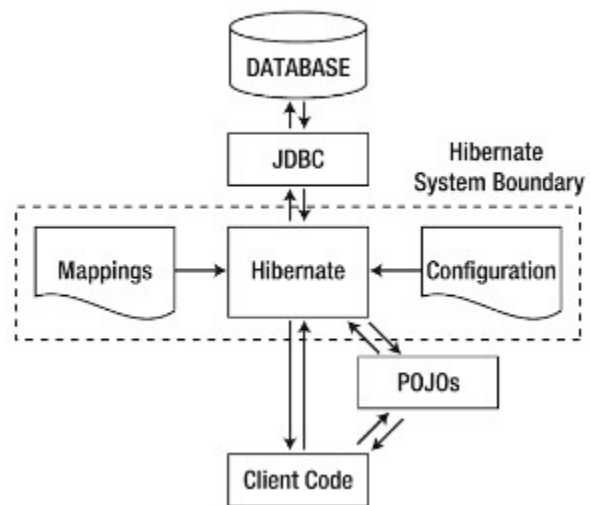 DATABASE
JDBC
Hibernate
System Boundary
Mappings
Hibernate
Configuration
POJOs
Client Code